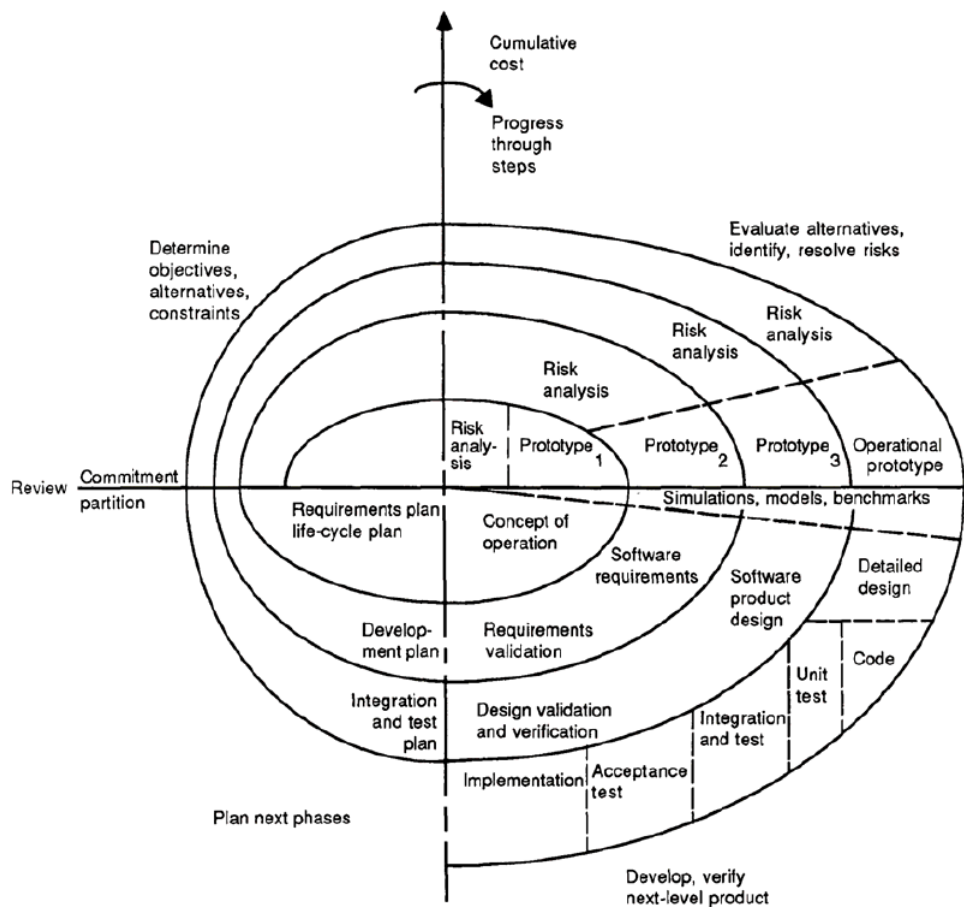 Cumulative
cost
Progress
through
steps
Evaluate alternatives,
identify, resolve risks
Determine
objectives,
alternatives,
constraints
Risk
analysis
Risk
analysis
Risk
analysis
Risk
analy-
sis
Prototype 1
Prototype 2
Prototype 3
Operational
prototype
Review
Commitment
partition
Simulations, models, benchmarks
Requirements plan
life-cycle plan
Concept of
operation
Software
requirements
Software
product
design
Detailed
design
Develop-
ment plan
Requirements
validation
Code
Unit
test
Integration
and test
plan
Design validation
and verification
Integration
and test
Implementation
Acceptance
test
Plan next phases
Develop, verify
next-level product